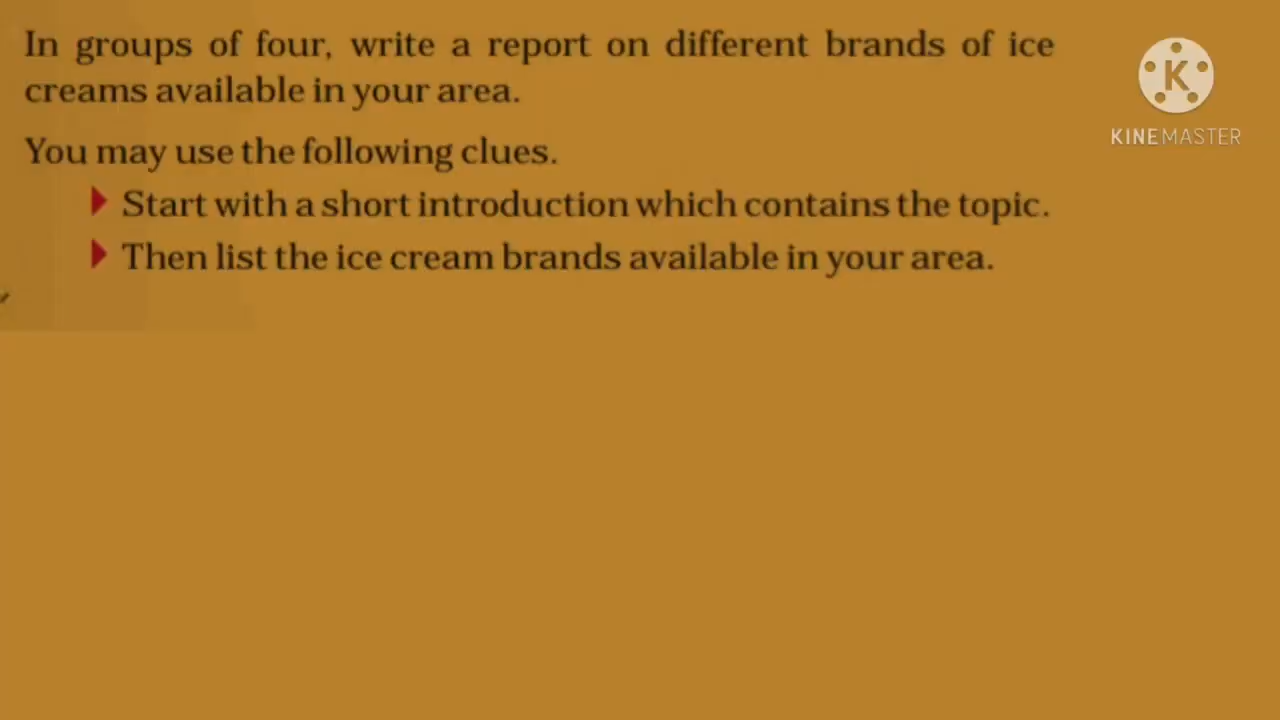 In groups of four, write a report on different brands of ice
creams available in your area.
You may use the following clues.
Start with a short introduction which contains the topic.
Then list the ice cream brands available in your area.
K
KINEMASTER